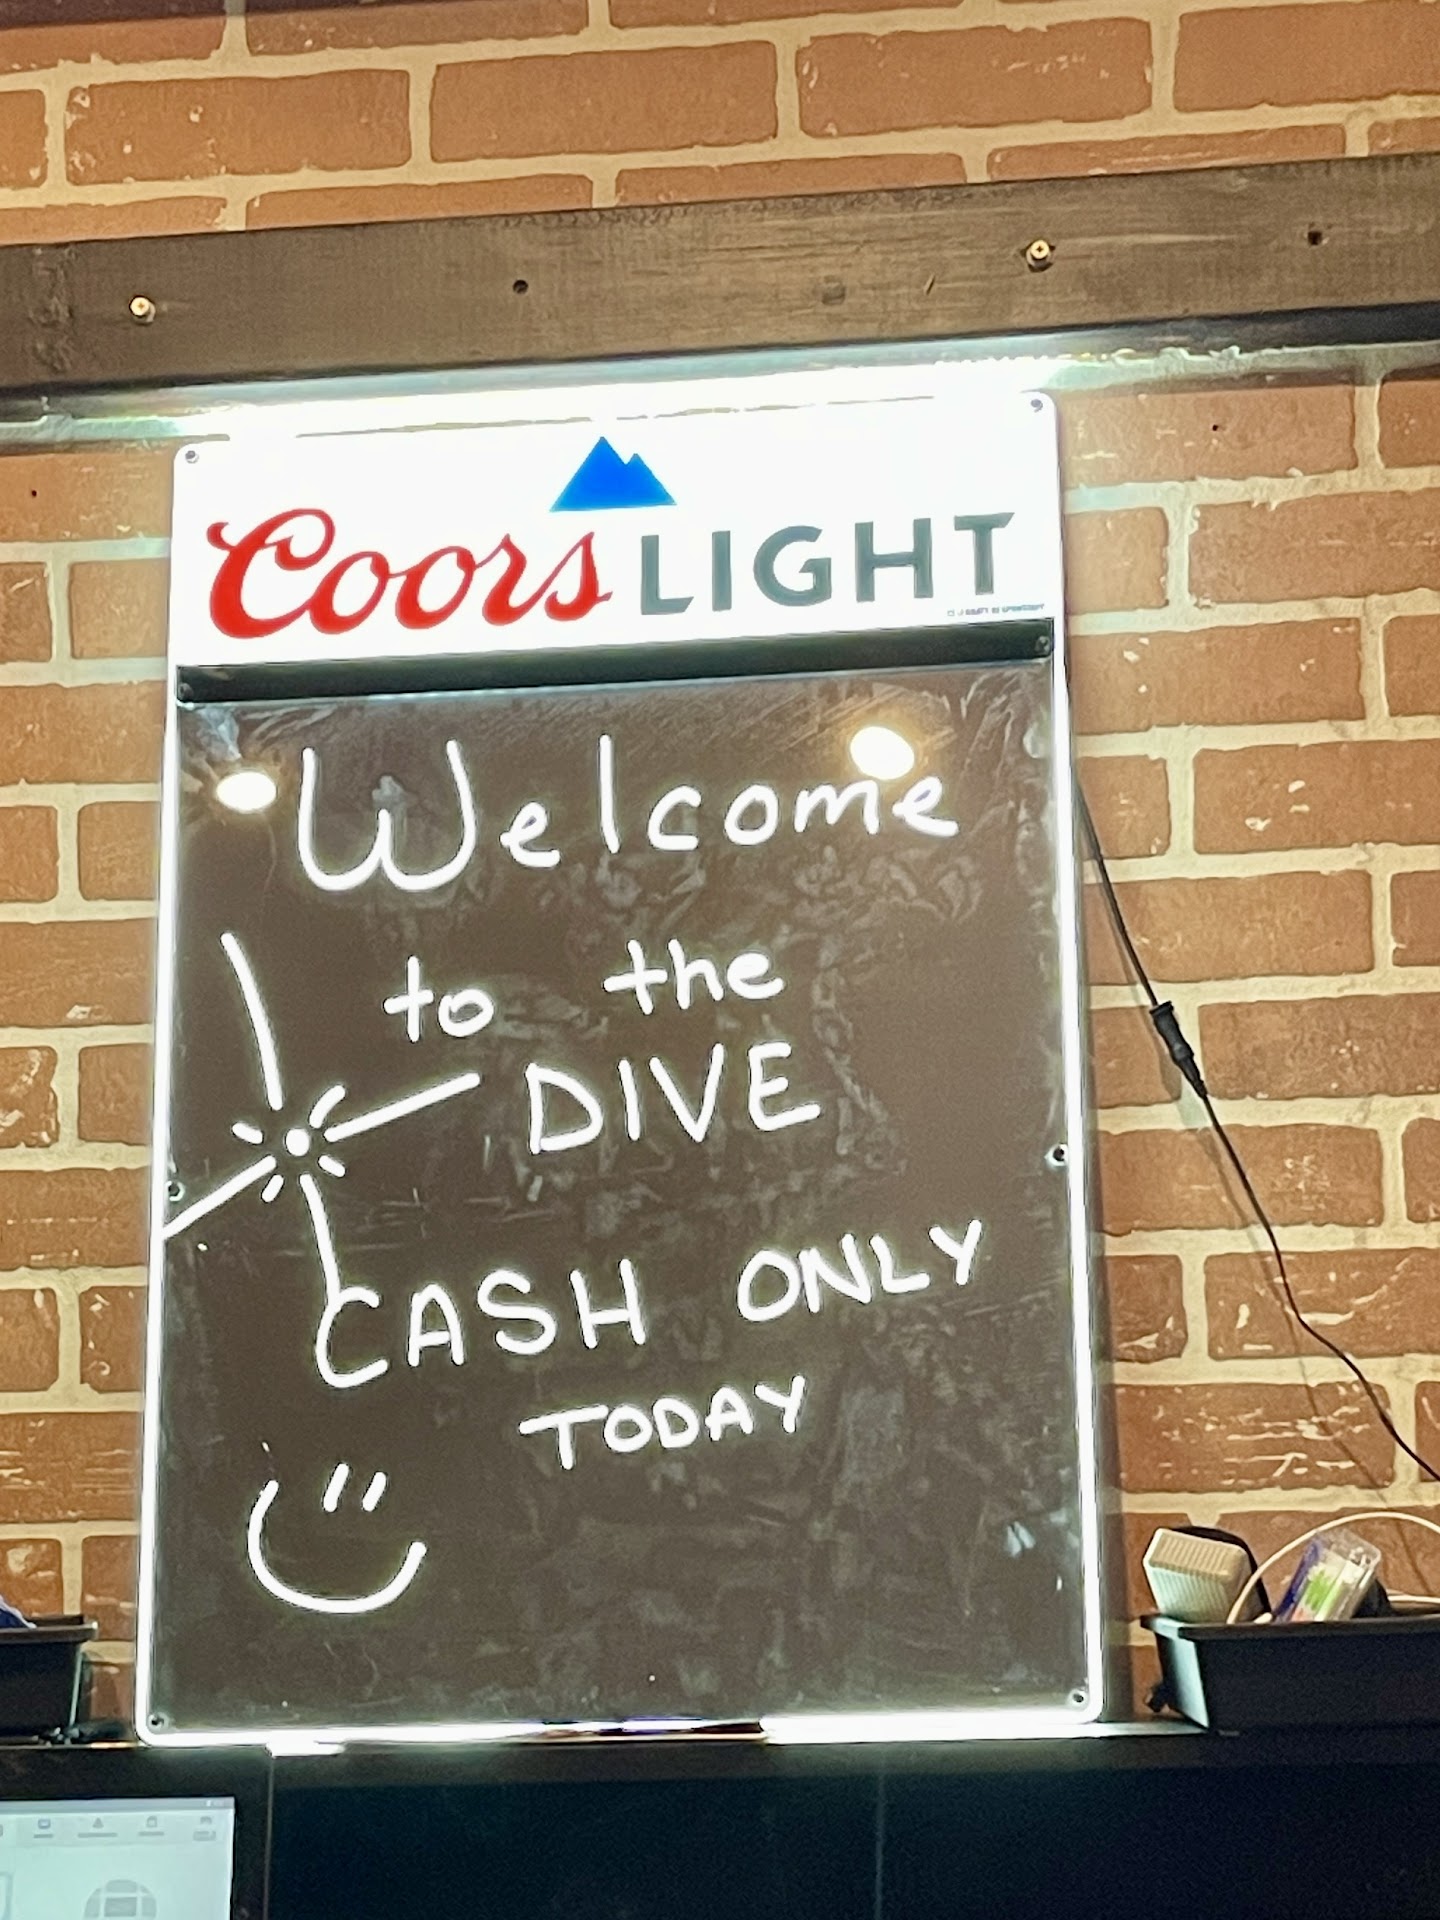 Coors LIGHT
Welcome
to the
DIVE
CASH ONLY
TODAY